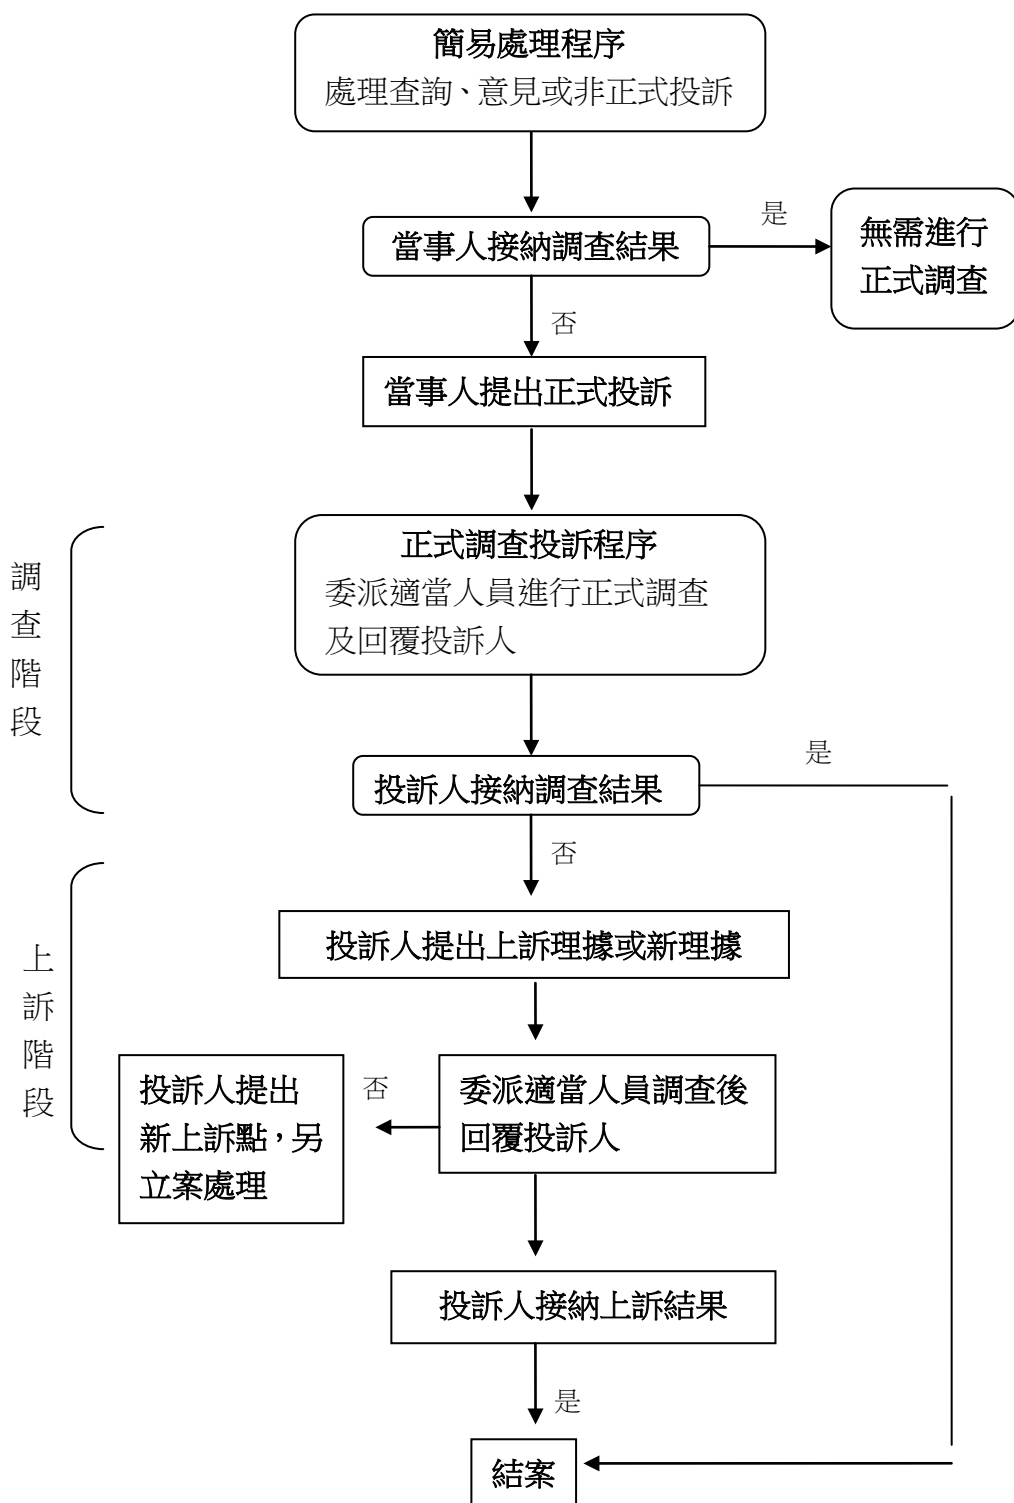 簡易處理程序
處理查詢、意見或非正式投訴
當事人接納調查結果
是
無需進行
正式調查
否
當事人提出正式投訴
調
查
階
段
正式調查投訴程序
委派適當人員進行正式調查
及回覆投訴人
投訴人接納調查結果
是
否
上
訴
階
段
投訴人提出上訴理據或新理據
委派適當人員調查後
回覆投訴人
否
投訴人提出
新上訴點，另
立案處理
投訴人接納上訴結果
是
結案